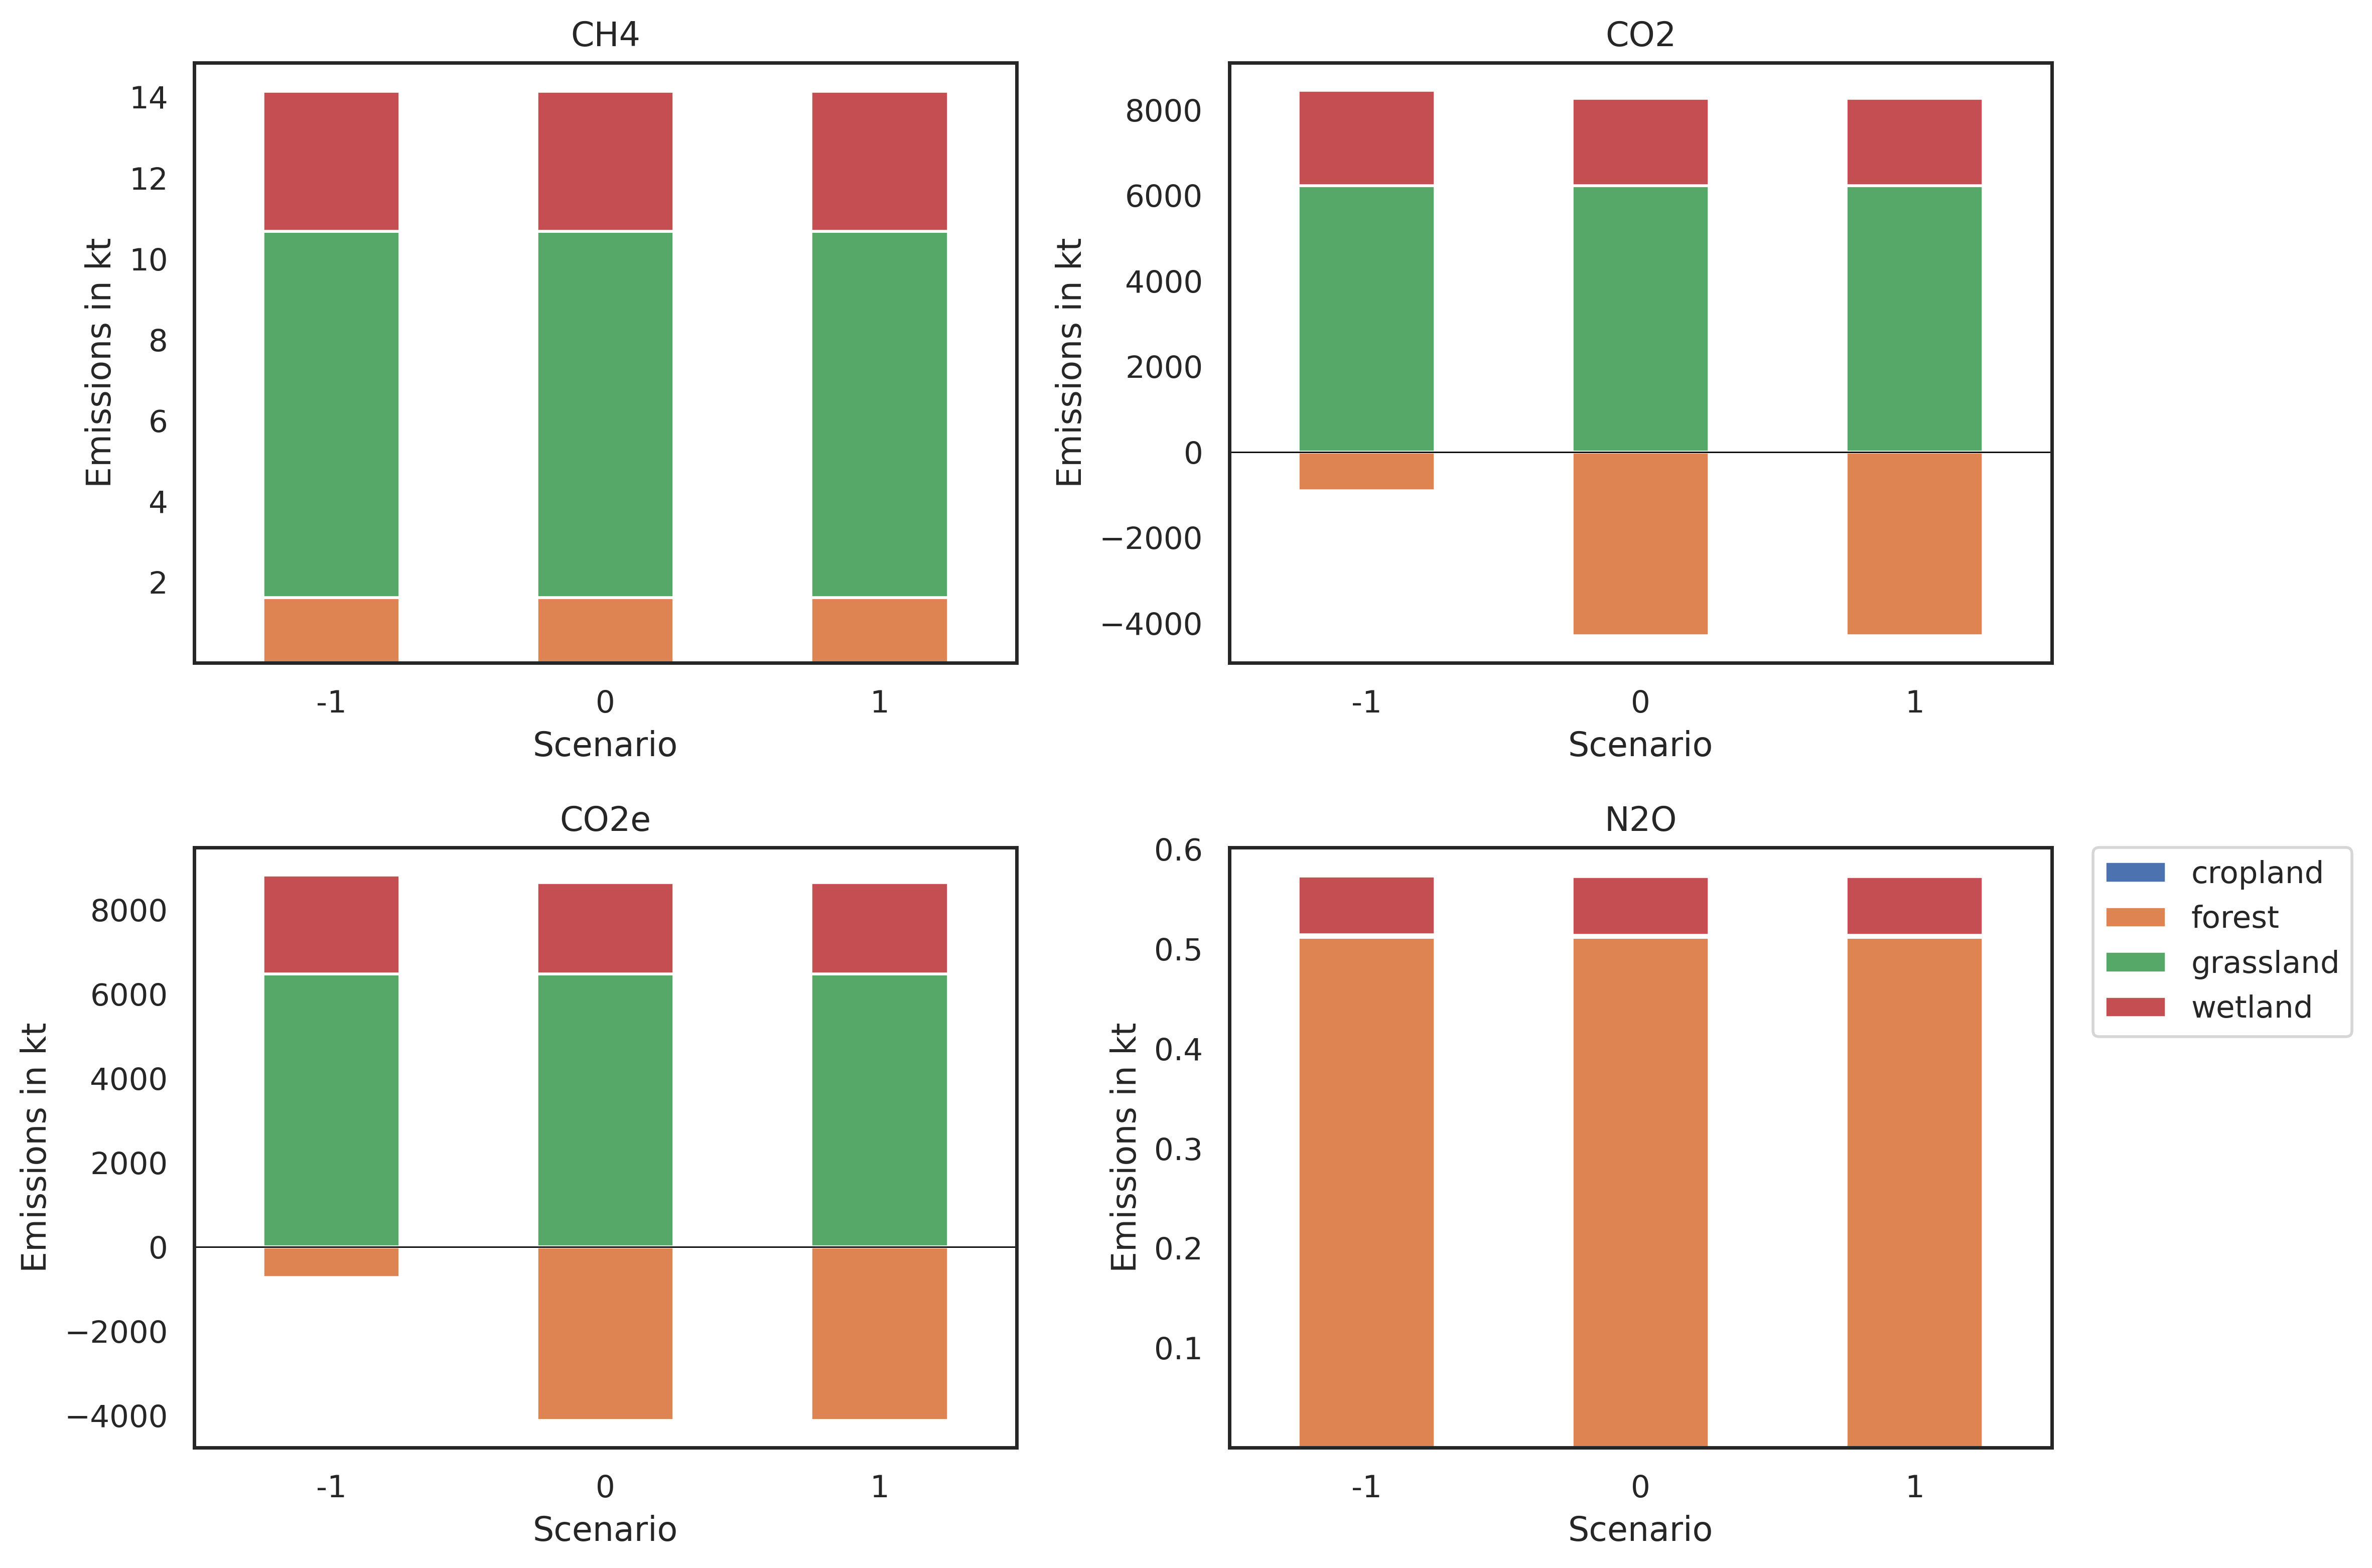 CH4
14
12
10
8
6
4
2
Emissions in kt
-1
0
1
Scenario
CO2
8000
6000
4000
2000
0
−2000
−4000
Emissions in kt
-1
0
1
Scenario
CO2e
8000
6000
4000
2000
0
−2000
−4000
Emissions in kt
-1
0
1
Scenario
N2O
0.6
0.5
0.4
0.3
0.2
0.1
Emissions in kt
-1
0
1
Scenario
cropland
forest
grassland
wetland